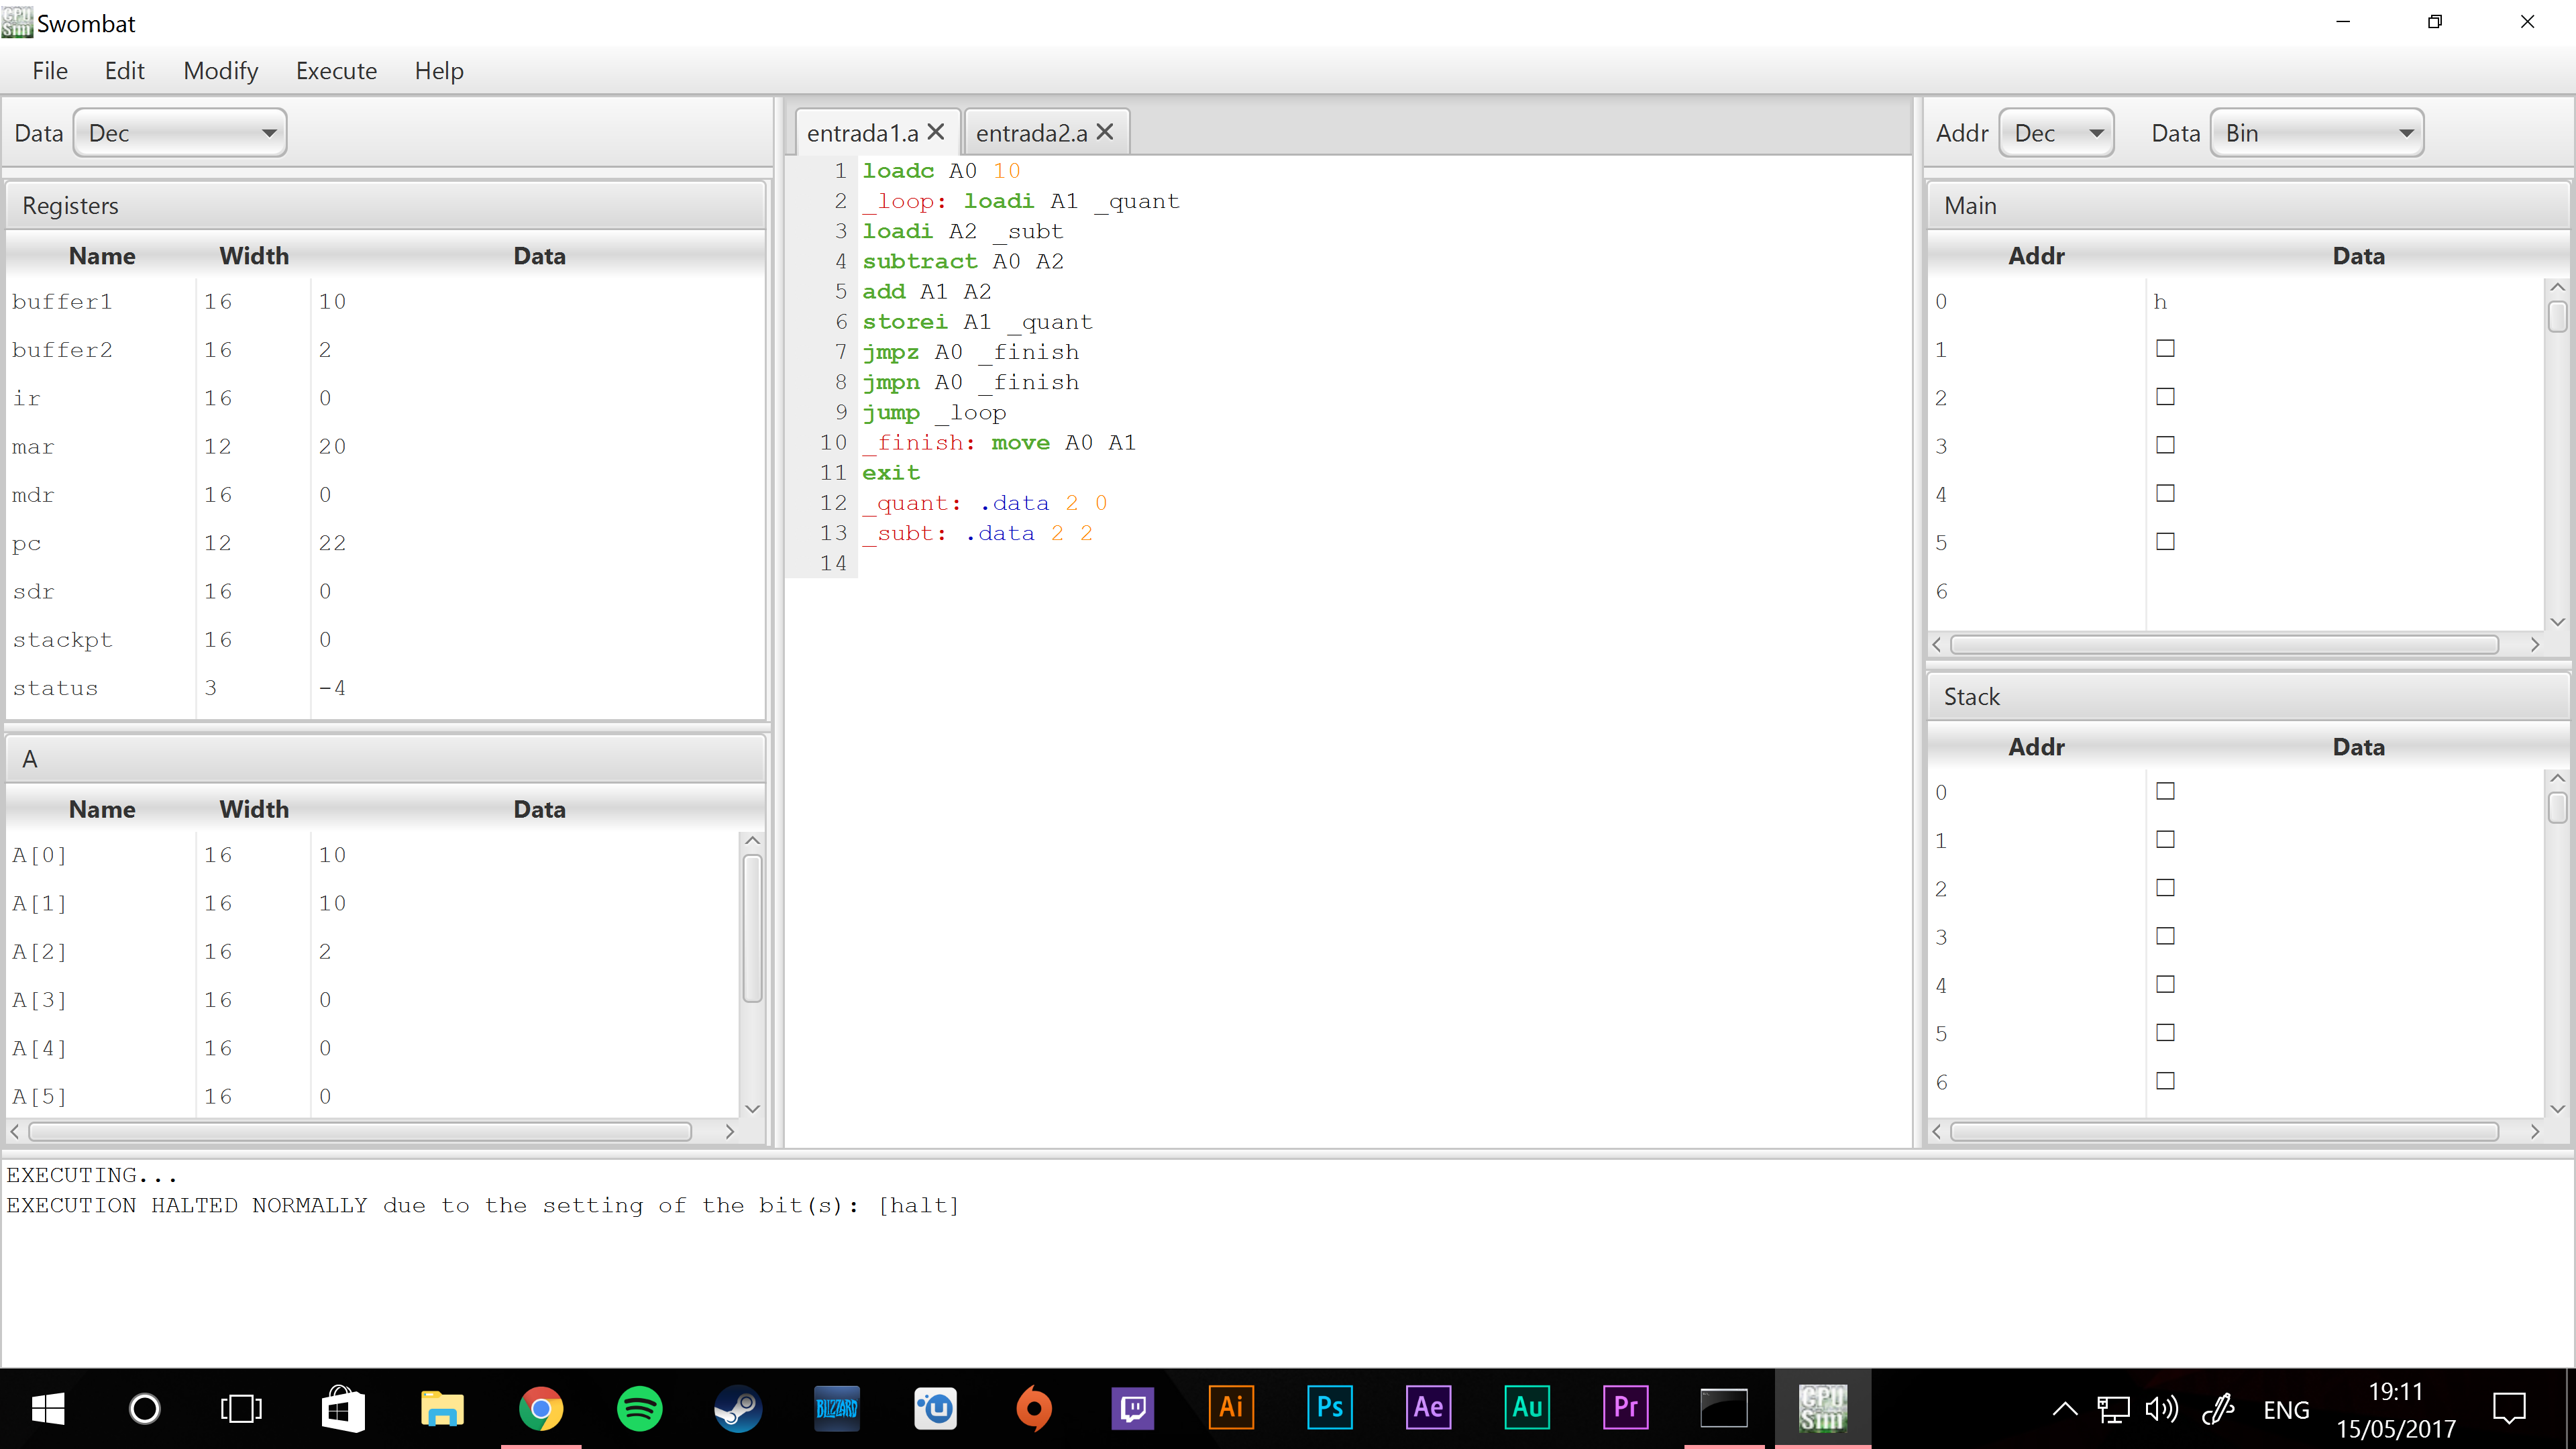 Swombat
File Edit Modify Execute Help
Data Dec
Registers
Name Width Data
buffer1 16 10
buffer2 16 2
ir 16 0
mar 12 20
mdr 16 0
pc 12 22
sdr 16 0
stackpt 16 0
status 3 -4
A
Name Width Data
A[0] 16 10
A[1] 16 10
A[2] 16 2
A[3] 16 0
A[4] 16 0
A[5] 16 0
entrada1.a entrada2.a
1 loadc A0 10
2 _loop: loadi A1 _quant
3 loadi A2 _subt
4 subtract A0 A2
5 add A1 A2
6 storei A1 _quant
7 jmpz A0 _finish
8 jmpn A0 _finish
9 jump _loop
10 _finish: move A0 A1
11 exit
12 _quant: .data 2 0
13 _subt: .data 2 2
14
Addr Dec Data Bin
Main
Addr Data
0 h
1 □
2 □
3 □
4 □
5 □
6
Stack
Addr Data
0 □
1 □
2 □
3 □
4 □
5 □
6 □
EXECUTING...
EXECUTION HALTED NORMALLY due to the setting of the bit(s): [halt]
BLIZZARD Ai Ps Ae Au Pr CPU Sim ENG 19:11
15/05/2017